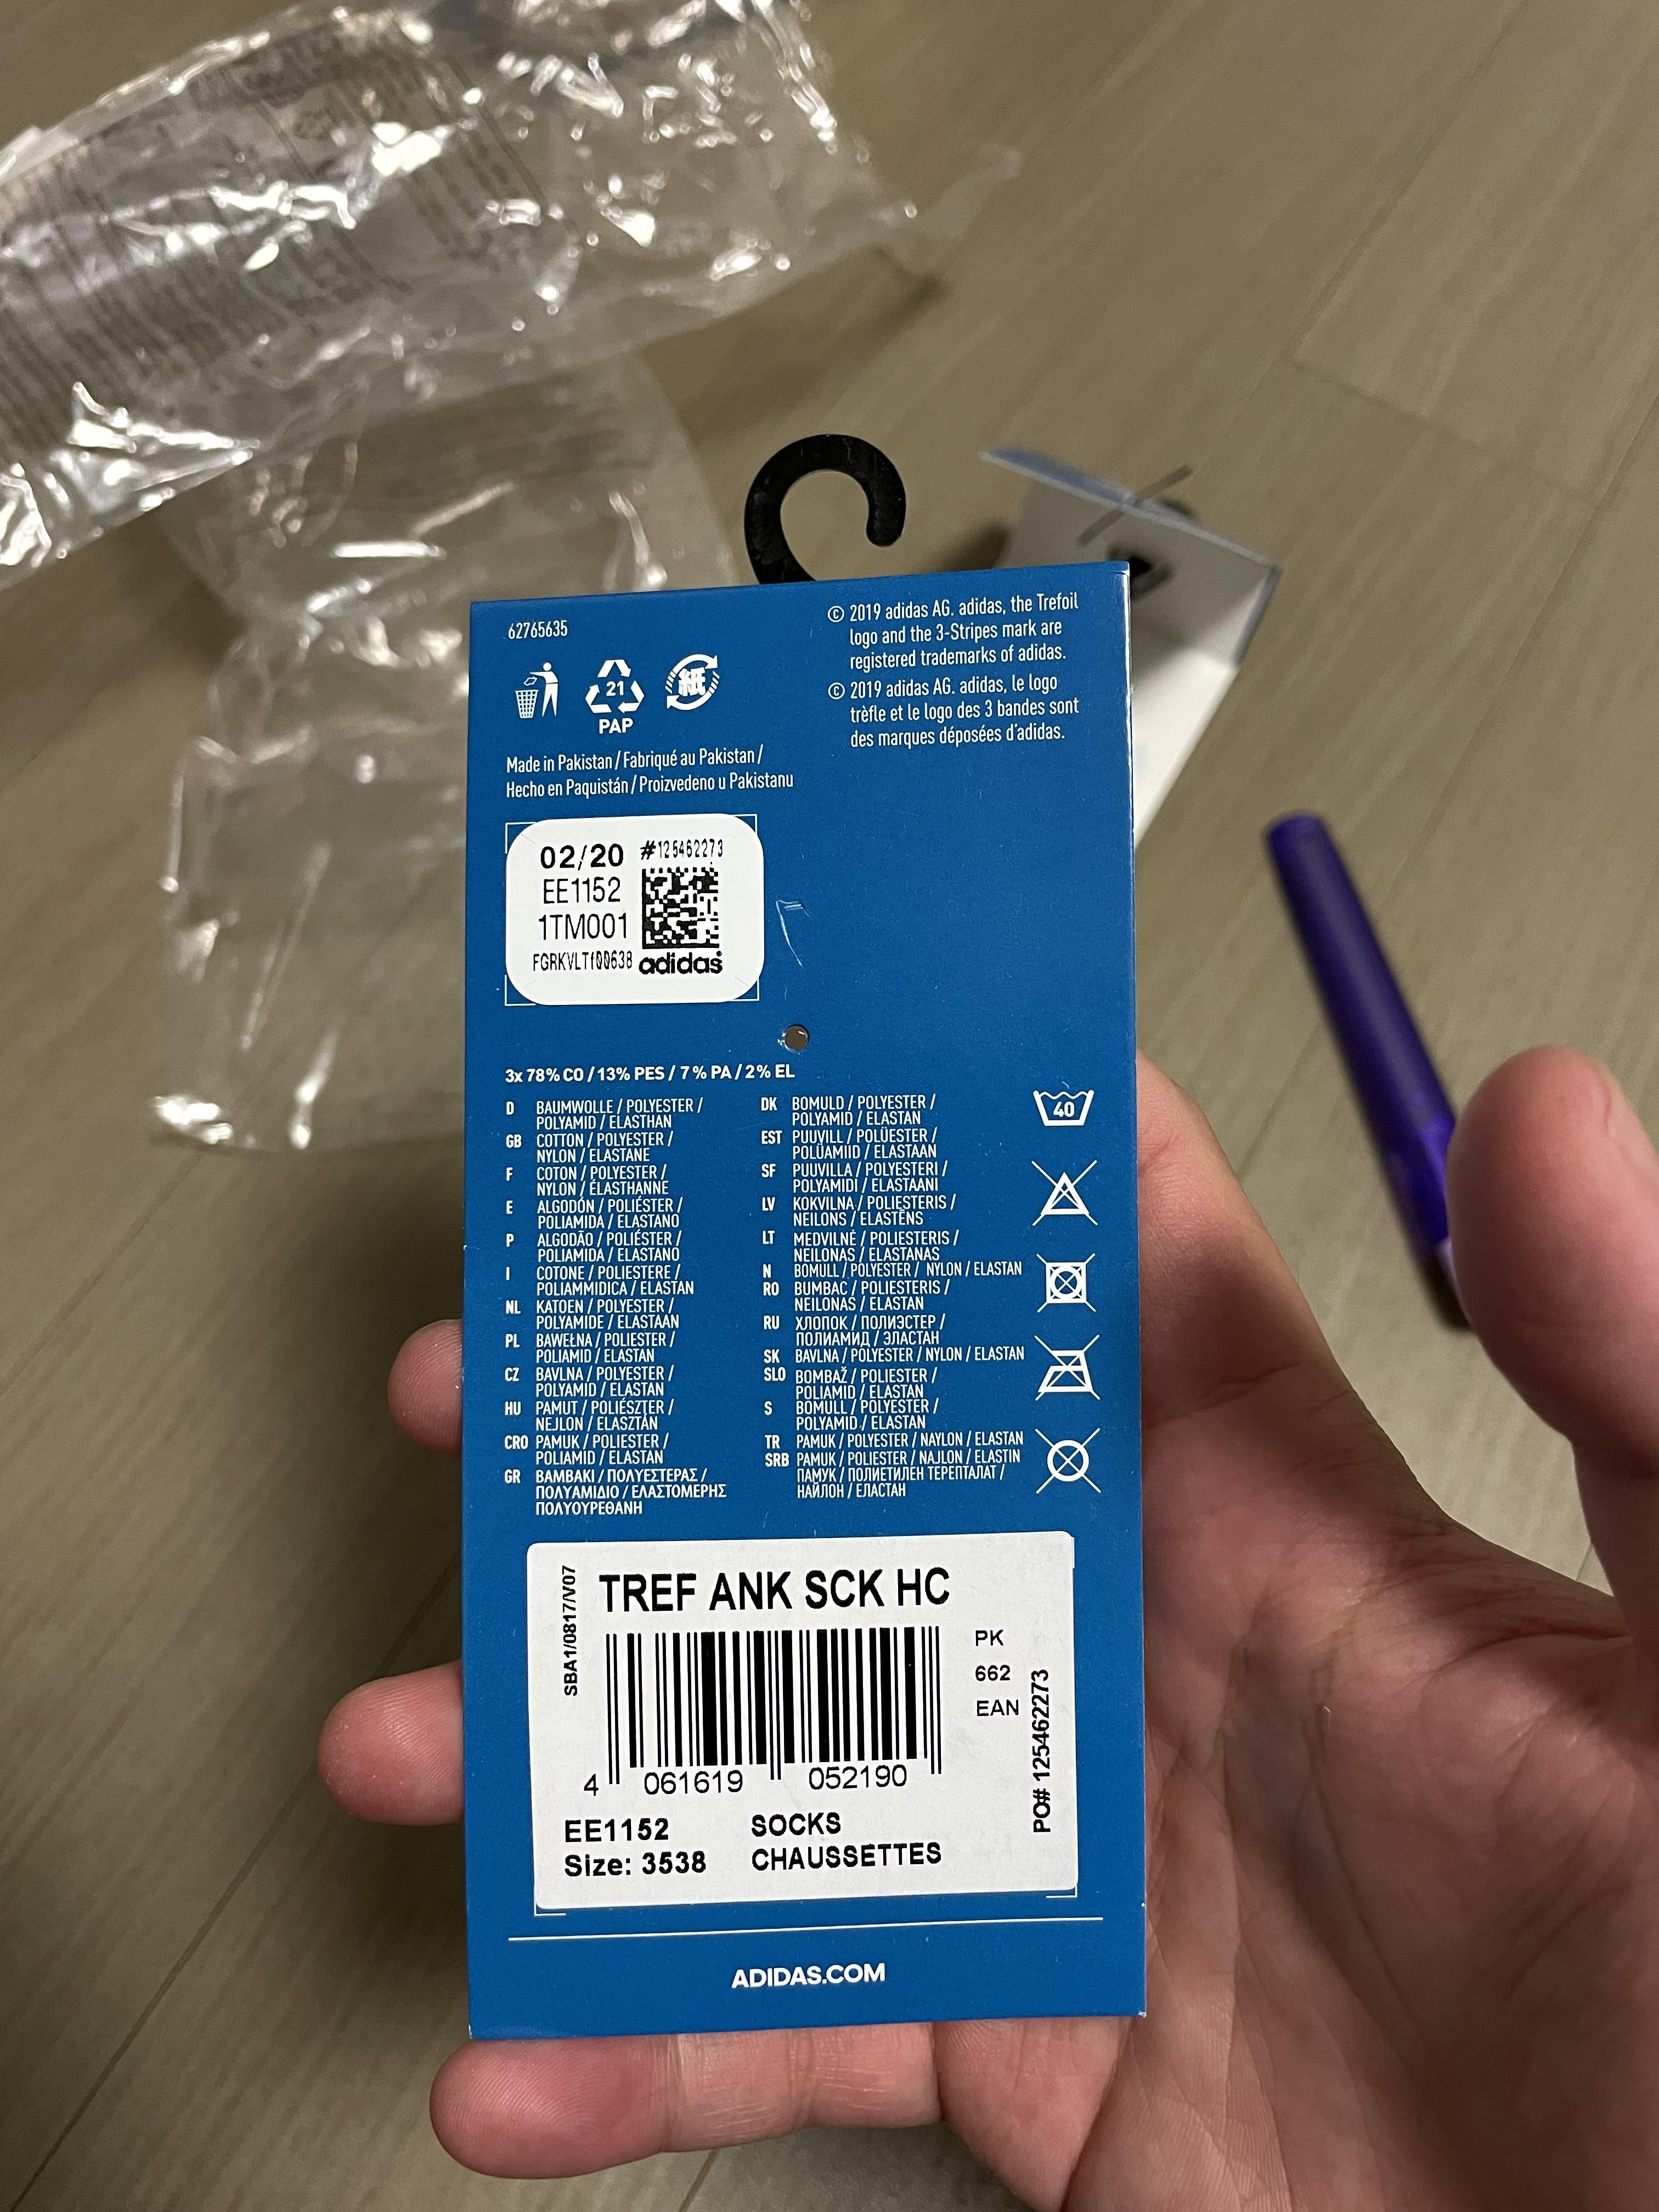 62765635
© 2019 adidas AG. adidas, the Trefoil
logo and the 3-Stripes mark are
registered trademarks of adidas.
© 2019 adidas AG. adidas, le logo
trèfle et le logo des 3 bandes sont
des marques déposées d'adidas.
21
PAP
紙
Made in Pakistan / Fabriqué au Pakistan /
Hecho en Paquistán / Proizvedeno u Pakistanu
02/20 #125462273
EE1152
1TM001
FGRKVLTf00638 adidas
3x 78% CO / 13% PES / 7% PA / 2% EL
D BAUMWOLLE / POLYESTER /
POLYAMID / ELASTHAN
GB COTTON / POLYESTER /
NYLON / ELASTANE
F COTON / POLYESTER /
NYLON / ÉLASTHANNE
E ALGODÓN / POLIÉSTER /
POLIAMIDA / ELASTANO
P ALGODÃO / POLIÉSTER /
POLIAMIDA / ELASTANO
I COTONE / POLIESTERE /
POLIAMMIDICA / ELASTAN
NL KATOEN / POLYESTER /
POLYAMIDE / ELASTAAN
PL BAWEŁNA / POLIESTER /
POLIAMID / ELASTAN
CZ BAVLNA / POLYESTER /
POLYAMID / ELASTAN
HU PAMUT / POLIÉSZTER /
NEJLON / ELASZTÁN
CRO PAMUK / POLIESTER /
POLIAMID / ELASTAN
GR ΒΑΜΒΑΚΙ / ΠΟΛΥΕΣΤΕΡΑΣ /
ΠΟΛΥΑΜΙΔΙΟ / ΕΛΑΣΤΟΜΕΡΗΣ
ΠΟΛΥΟΥΡΕΘΑΝΗ
DK BOMULD / POLYESTER /
POLYAMID / ELASTAN
EST PUUVILL / POLÜESTER /
POLÜAMIID / ELASTAAN
SF PUUVILLA / POLYESTERI /
POLYAMIDI / ELASTAANI
LV KOKVILNA / POLIESTERIS /
NEILONS / ELASTĒNS
LT MEDVILNĖ / POLIESTERIS /
NEILONAS / ELASTANAS
N BOMULL / POLYESTER / NYLON / ELASTAN
RO BUMBAC / POLIESTERIS /
NEILONAS / ELASTAN
RU ХЛОПОК / ПОЛИЭСТЕР /
ПОЛИАМИД / ЭЛАСТАН
SK BAVLNA / POLYESTER / NYLON / ELASTAN
SLO BOMBAŽ / POLIESTER /
POLIAMID / ELASTAN
S BOMULL / POLYESTER /
POLYAMID / ELASTAN
TR PAMUK / POLYESTER / NAYLON / ELASTAN
SRB PAMUK / POLIESTER / NAJLON / ELASTIN
ПАМУК / ПОЛИЕТИЛЕН ТЕРЕПТАЛАТ /
НАЙЛОН / ЕЛАСТАН
40
SBA1/0817/V07
TREF ANK SCK HC
PK
662
EAN
PO# 125462273
4 061619 052190
EE1152 SOCKS
Size: 3538 CHAUSSETTES
ADIDAS.COM